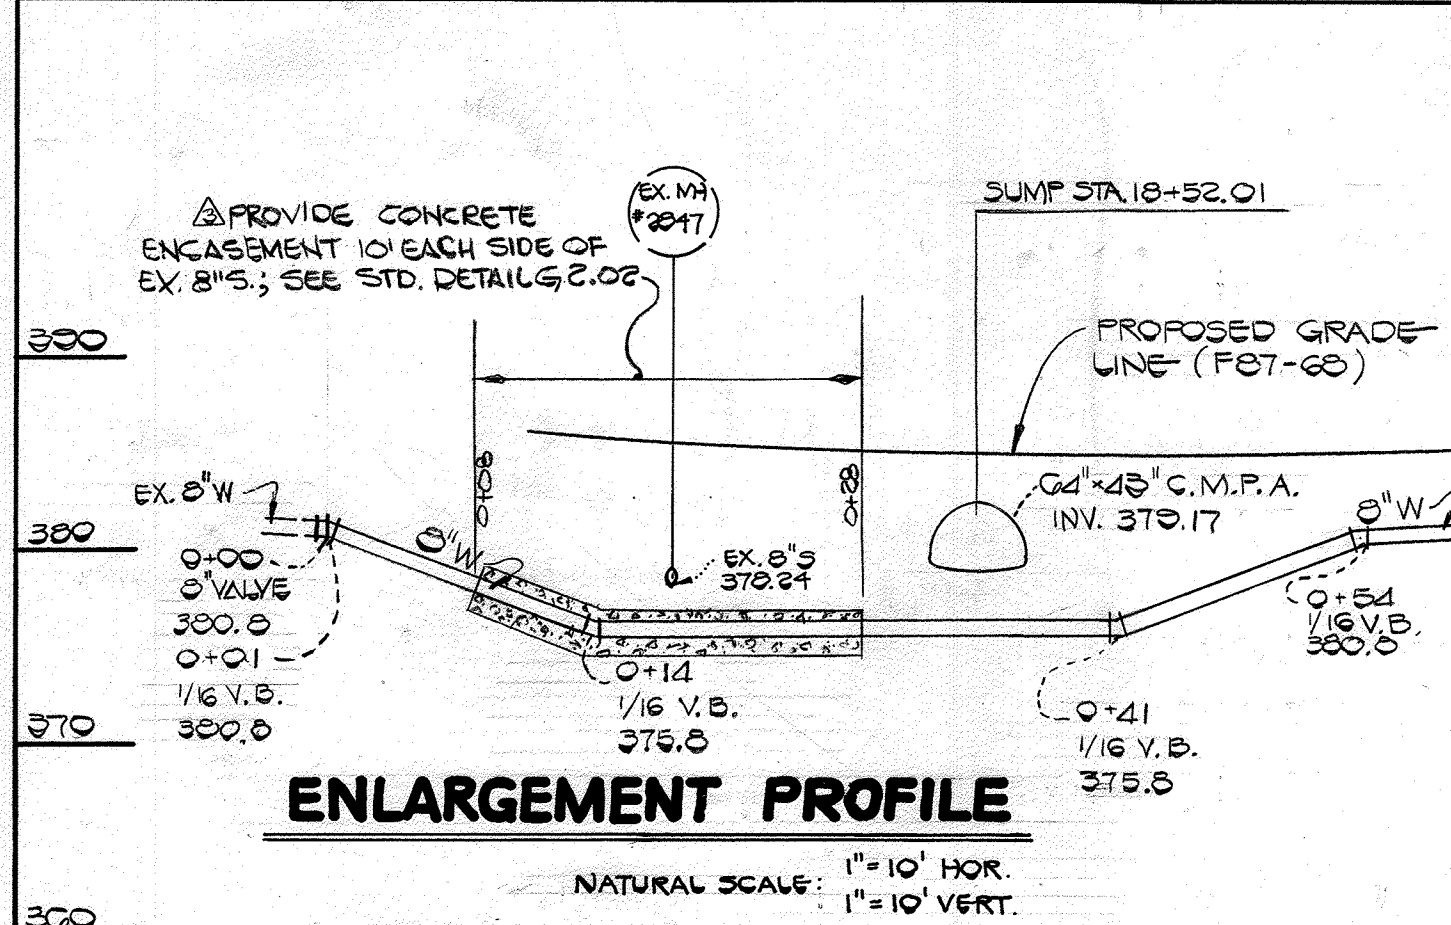 3 PROVIDE CONCRETE
ENCASEMENT 10' EACH SIDE OF
EX. 8"S.; SEE STD. DETAIL G 2.02
EX. MH
#2847
SUMP STA. 18+52.01
PROPOSED GRADE
LINE (F87-68)
390
0+08
0+28
EX. 8"W
64"x43" C.M.P.A.
INV. 379.17
8"W
380
8"W
EX. 8"S
378.24
0+00
8"VALVE
380.8
0+01
1/16 V.B.
380.8
0+54
1/16 V.B.
380.8
0+14
1/16 V.B.
375.8
370
0+41
1/16 V.B.
375.8
ENLARGEMENT PROFILE
NATURAL SCALE:
1"=10' HOR.
1"=10' VERT.
360